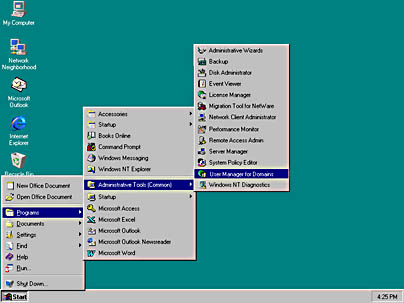 My Computer
Network
Neighborhood
Microsoft
Outlook
Internet
Explorer
Recycle Bin
New Office Document
Open Office Document
Programs
Documents
Settings
Find
Help
Run...
Shut Down...
Accessories
Startup
Books Online
Command Prompt
Windows Messaging
Windows NT Explorer
Administrative Tools (Common)
Startup
Microsoft Access
Microsoft Excel
Microsoft Outlook
Microsoft Outlook Newsreader
Microsoft Word
Administrative Wizards
Backup
Disk Administrator
Event Viewer
License Manager
Migration Tool for NetWare
Network Client Administrator
Performance Monitor
Remote Access Admin
Server Manager
System Policy Editor
User Manager for Domains
Windows NT Diagnostics
Start
4:25 PM